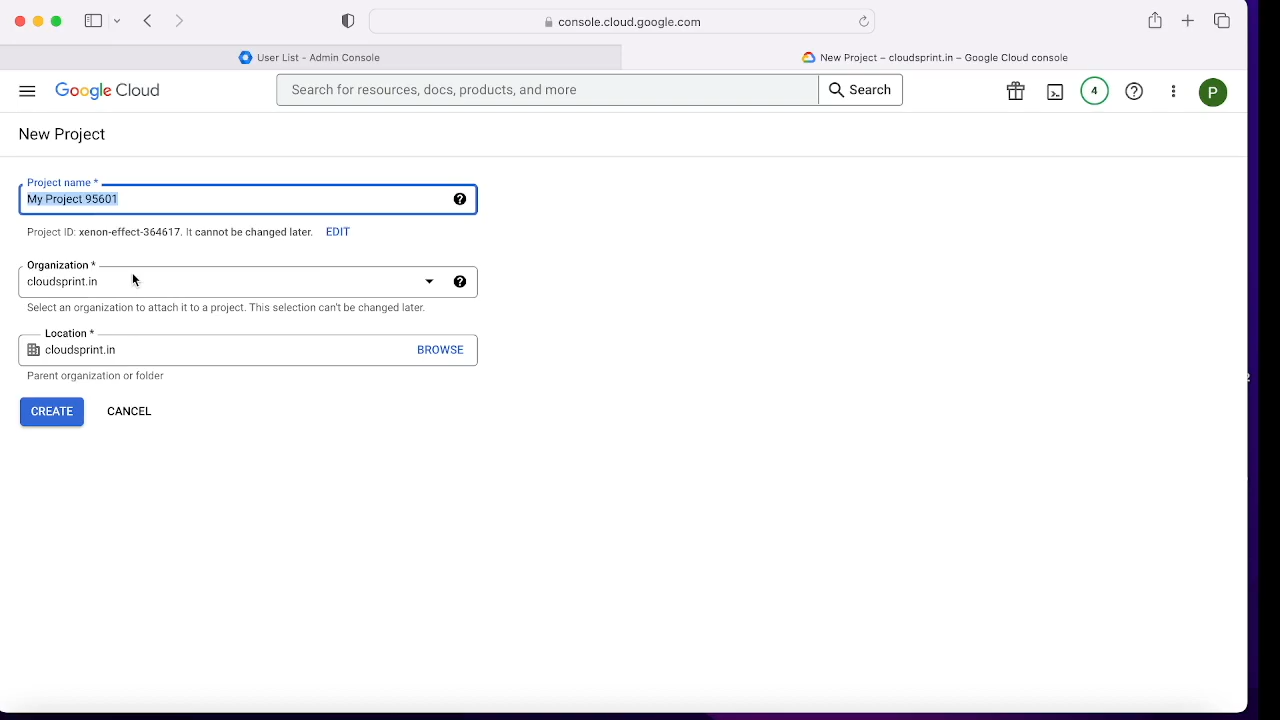 console.cloud.google.com
User List - Admin Console
New Project – cloudsprint.in – Google Cloud console
Google Cloud
Search for resources, docs, products, and more
Search
4
P
New Project
Project name *
My Project 95601
Project ID: xenon-effect-364617. It cannot be changed later. EDIT
Organization *
cloudsprint.in
Select an organization to attach it to a project. This selection can't be changed later.
Location *
cloudsprint.in
BROWSE
Parent organization or folder
CREATE
CANCEL